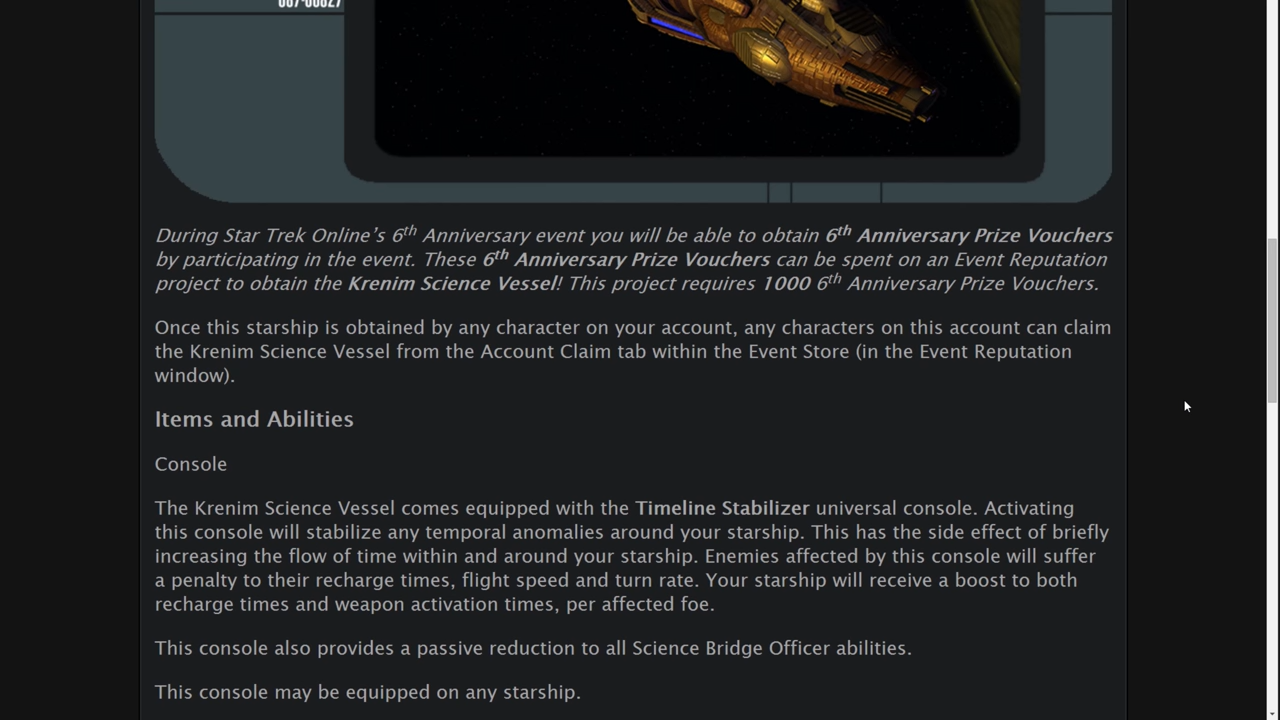 During Star Trek Online’s 6th Anniversary event you will be able to obtain 6th Anniversary Prize Vouchers
by participating in the event. These 6th Anniversary Prize Vouchers can be spent on an Event Reputation
project to obtain the Krenim Science Vessel! This project requires 1000 6th Anniversary Prize Vouchers.
Once this starship is obtained by any character on your account, any characters on this account can claim
the Krenim Science Vessel from the Account Claim tab within the Event Store (in the Event Reputation
window).
Items and Abilities
Console
The Krenim Science Vessel comes equipped with the Timeline Stabilizer universal console. Activating
this console will stabilize any temporal anomalies around your starship. This has the side effect of briefly
increasing the flow of time within and around your starship. Enemies affected by this console will suffer
a penalty to their recharge times, flight speed and turn rate. Your starship will receive a boost to both
recharge times and weapon activation times, per affected foe.
This console also provides a passive reduction to all Science Bridge Officer abilities.
This console may be equipped on any starship.